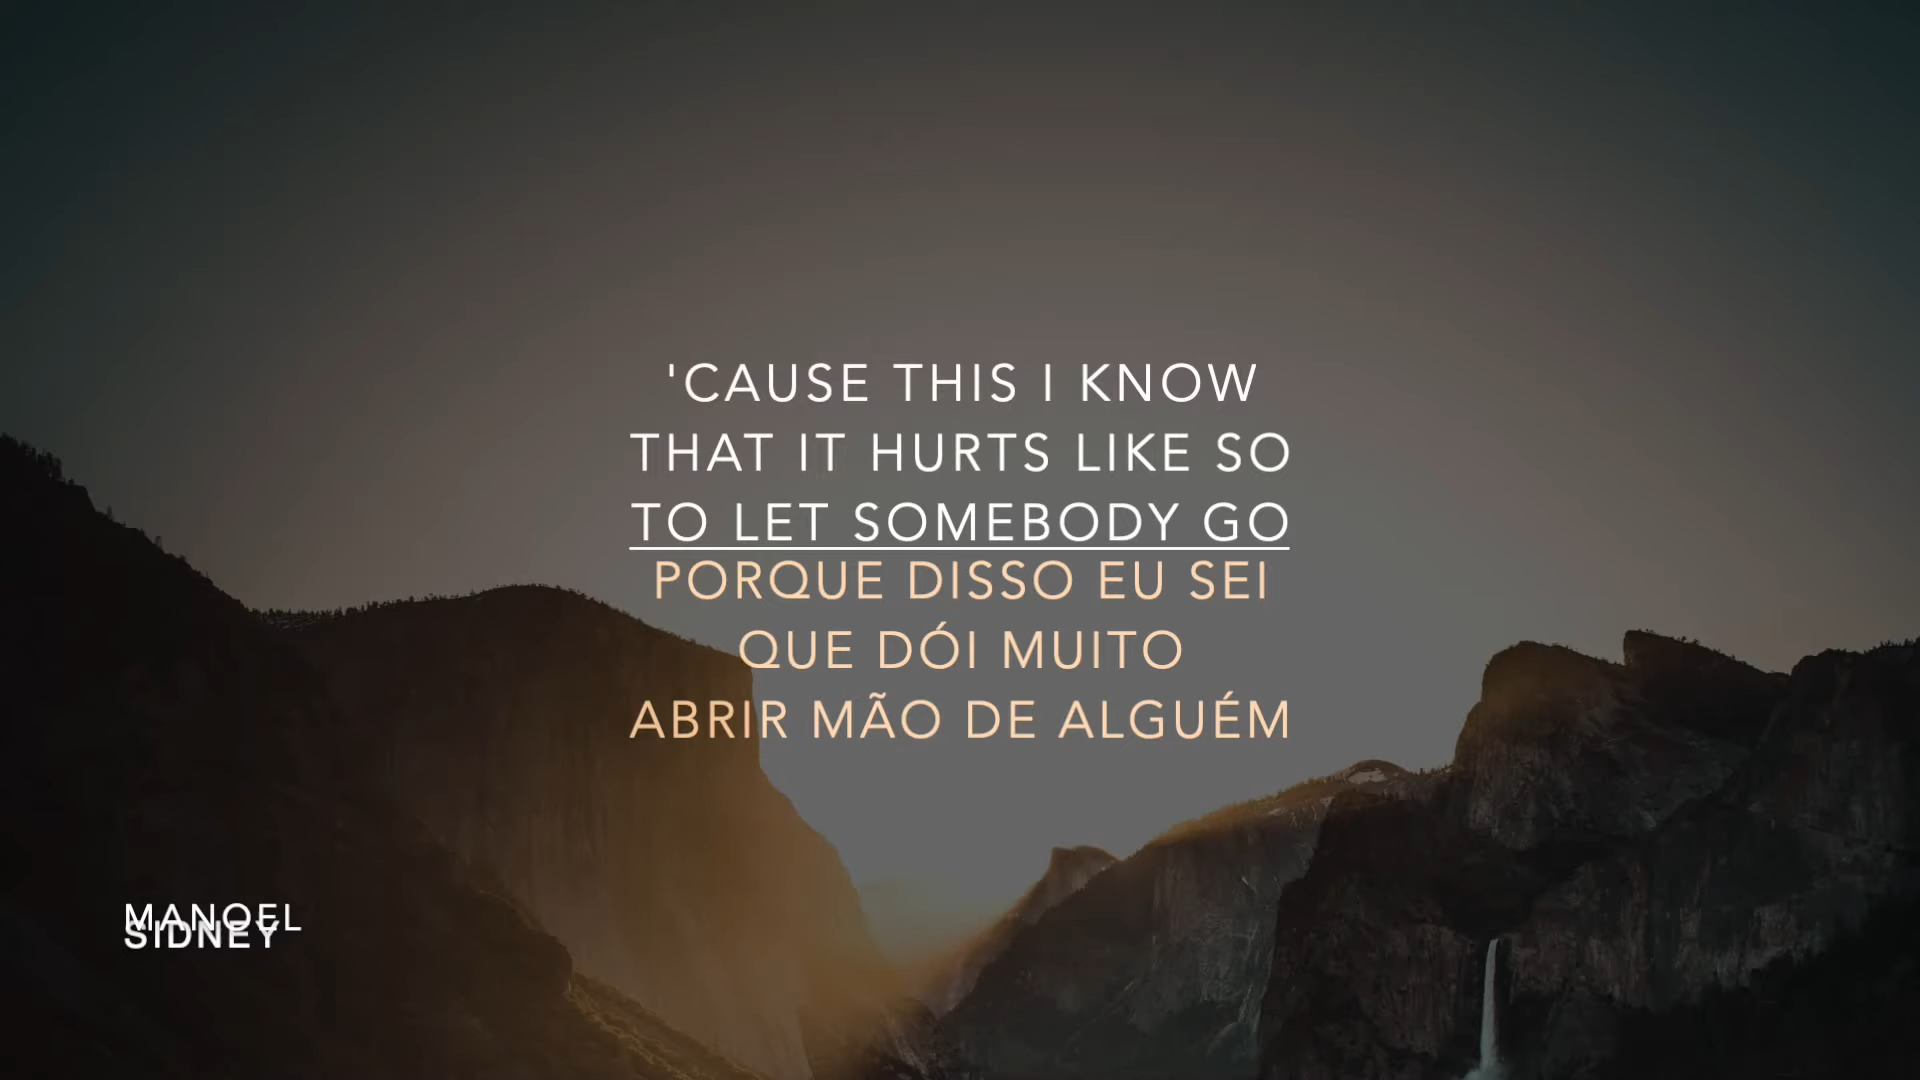 'CAUSE THIS I KNOW
THAT IT HURTS LIKE SO
TO LET SOMEBODY GO
PORQUE DISSO EU SEI
QUE DÓI MUITO
ABRIR MÃO DE ALGUÉM
MANOEL
SIDNEY